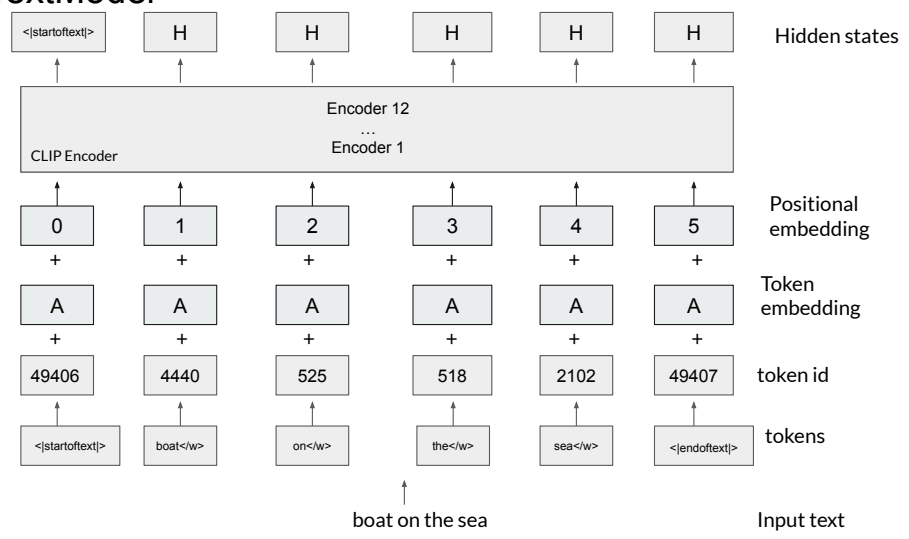 <|startoftext|> H H H H H Hidden states
Encoder 12
...
Encoder 1
CLIP Encoder
0 1 2 3 4 5 Positional embedding
+ + + + + +
A A A A A A Token embedding
+ + + + + +
49406 4440 525 518 2102 49407 token id
<|startoftext|> boat</w> on</w> the</w> sea</w> <|endoftext|> tokens
boat on the sea Input text